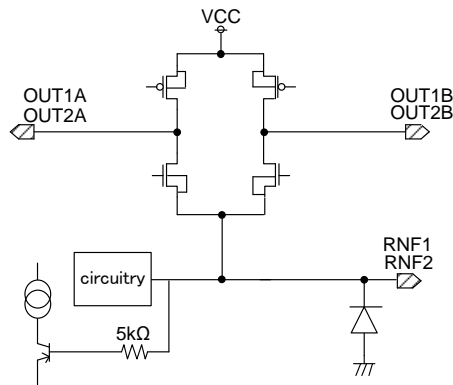 VCC
OUT1A
OUT2A
OUT1B
OUT2B
RNF1
RNF2
circuitry
5kΩ